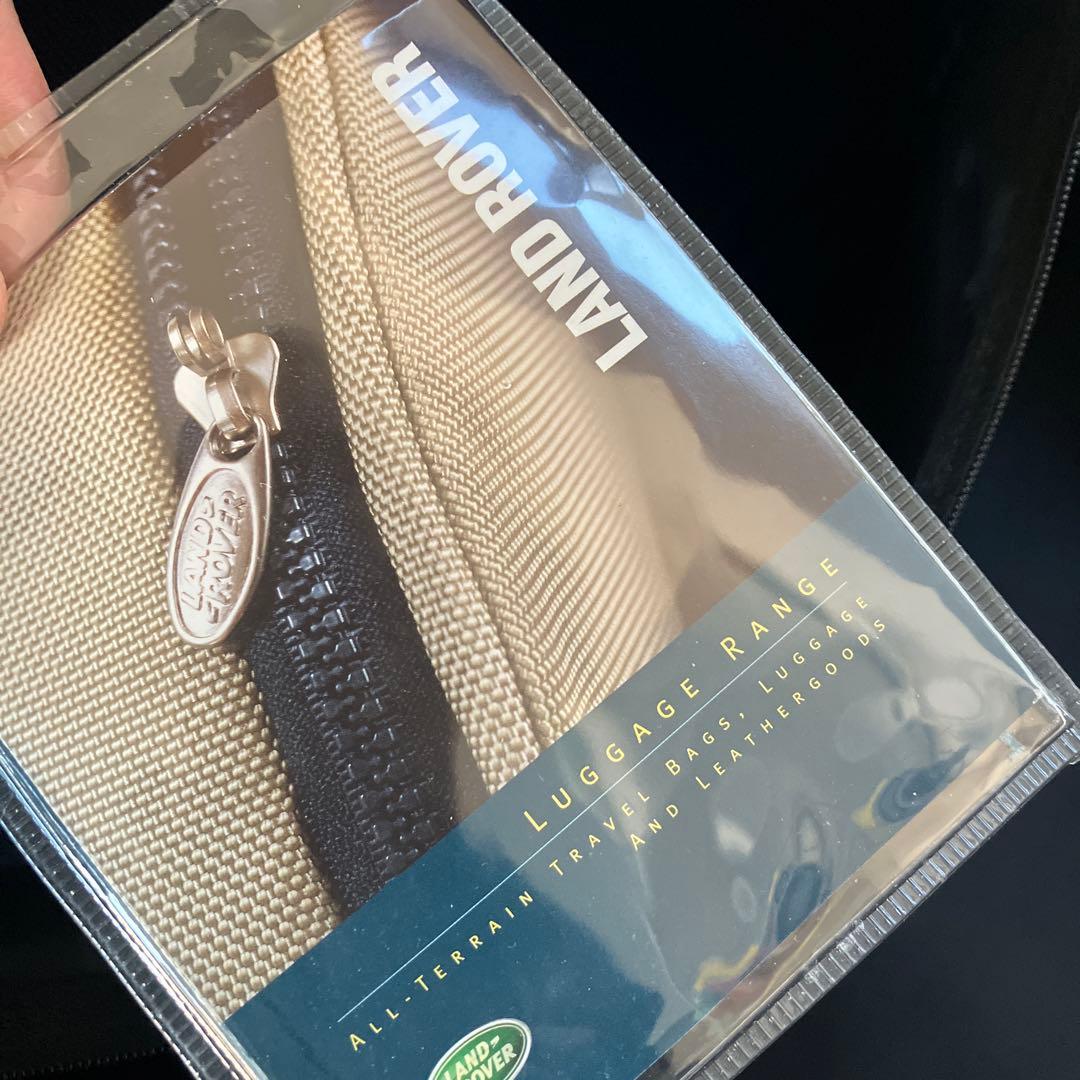 LAND ROVER
LAND
ROVER
LUGGAGE RANGE
ALL-TERRAIN TRAVEL BAGS, LUGGAGE
AND LEATHERGOODS
LAND
ROVER